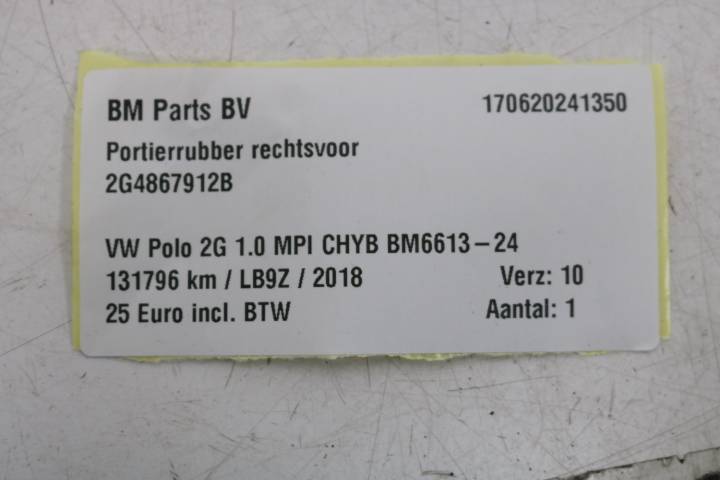 BM Parts BV 170620241350
Portierrubber rechtsvoor
2G4867912B
VW Polo 2G 1.0 MPI CHYB BM6613-24
131796 km / LB9Z / 2018 Verz: 10
25 Euro incl. BTW Aantal: 1